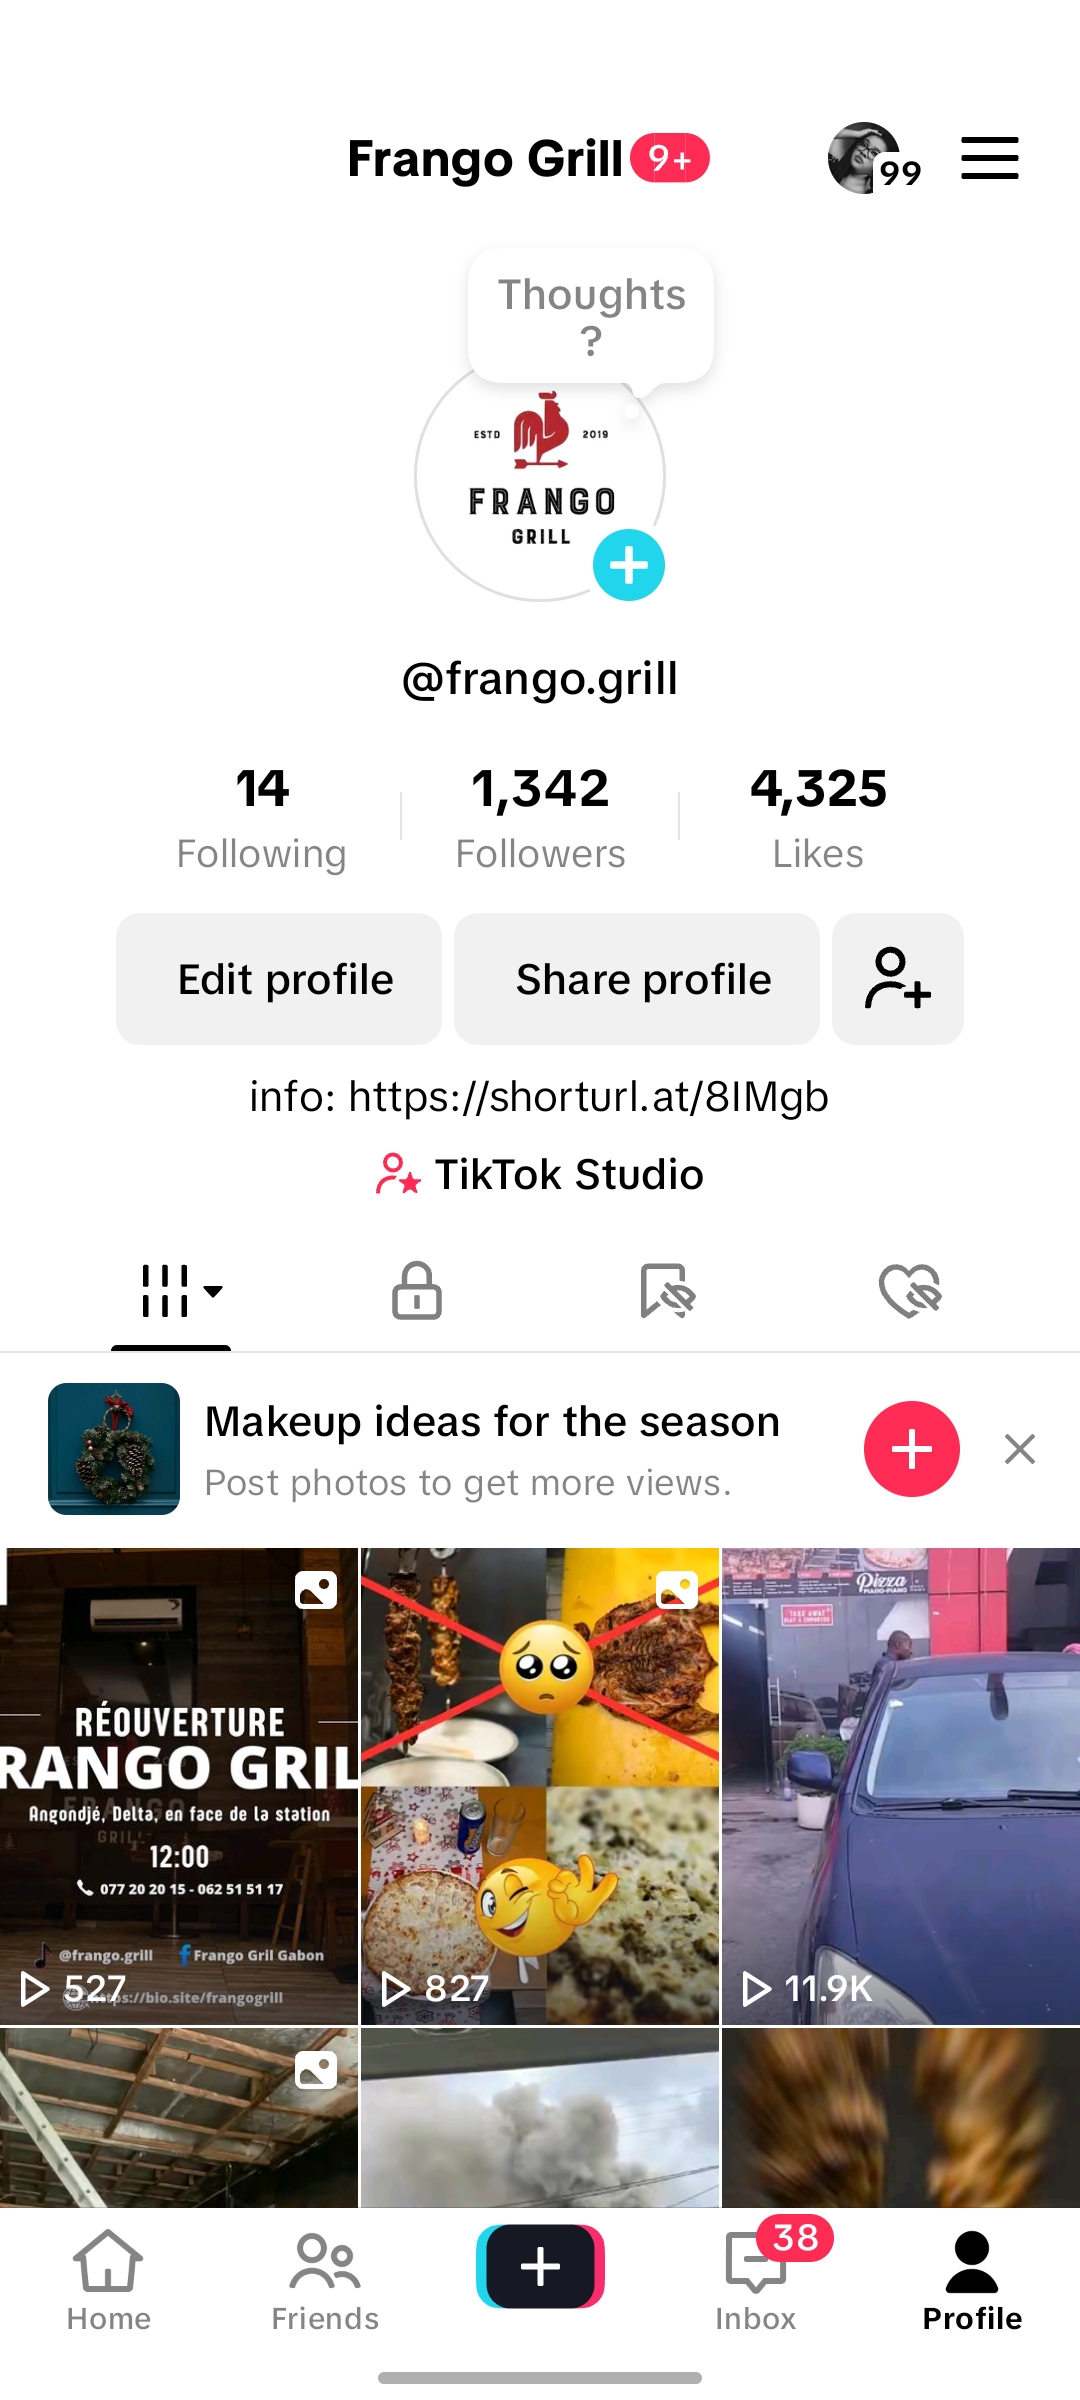 Frango Grill 9+
99
Thoughts
?
ESTD 2019
FRANGO
GRILL
@frango.grill
14 1,342 4,325
Following Followers Likes
Edit profile Share profile
info: https://shorturl.at/8IMgb
TikTok Studio
Makeup ideas for the season
Post photos to get more views.
RÉOUVERTURE
RANGO GRIL
Angondjé, Delta, en face de la station
12:00
077 20 20 15 - 062 51 51 17
@frango.grill Frango Gril Gabon
https://bio.site/frangogrill
527
827
Pizza
TAKE AWAY
11.9K
38
Home Friends Inbox Profile